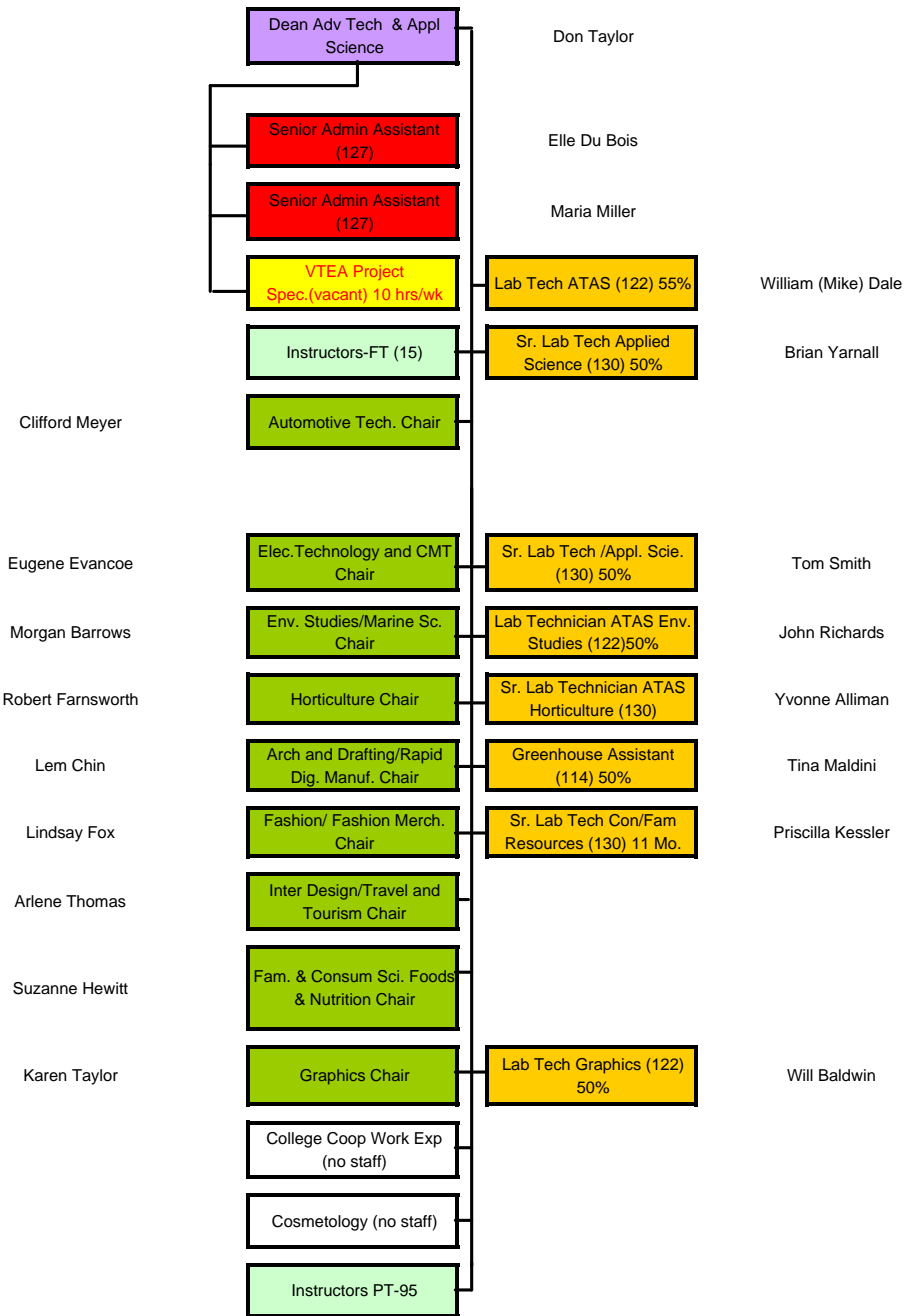 Dean Adv Tech & Appl
Science
Don Taylor
Senior Admin Assistant
(127)
Elle Du Bois
Senior Admin Assistant
(127)
Maria Miller
VTEA Project
Spec.(vacant) 10 hrs/wk
Lab Tech ATAS (122) 55%
William (Mike) Dale
Instructors-FT (15)
Sr. Lab Tech Applied
Science (130) 50%
Brian Yarnall
Clifford Meyer
Automotive Tech. Chair
Eugene Evancoe
Elec.Technology and CMT
Chair
Sr. Lab Tech /Appl. Scie.
(130) 50%
Tom Smith
Morgan Barrows
Env. Studies/Marine Sc.
Chair
Lab Technician ATAS Env.
Studies (122)50%
John Richards
Robert Farnsworth
Horticulture Chair
Sr. Lab Technician ATAS
Horticulture (130)
Yvonne Alliman
Lem Chin
Arch and Drafting/Rapid
Dig. Manuf. Chair
Greenhouse Assistant
(114) 50%
Tina Maldini
Lindsay Fox
Fashion/ Fashion Merch.
Chair
Sr. Lab Tech Con/Fam
Resources (130) 11 Mo.
Priscilla Kessler
Arlene Thomas
Inter Design/Travel and
Tourism Chair
Suzanne Hewitt
Fam. & Consum Sci. Foods
& Nutrition Chair
Karen Taylor
Graphics Chair
Lab Tech Graphics (122)
50%
Will Baldwin
College Coop Work Exp
(no staff)
Cosmetology (no staff)
Instructors PT-95